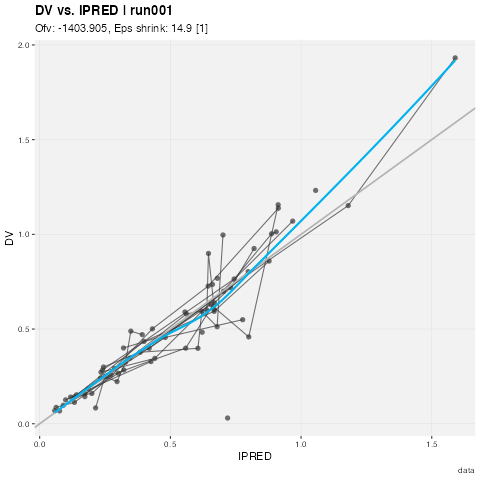 DV vs. IPRED | run001
Ofv: -1403.905, Eps shrink: 14.9 [1]
2.0
1.5
1.0
0.5
0.0
DV
0.0 0.5 1.0 1.5
IPRED
data